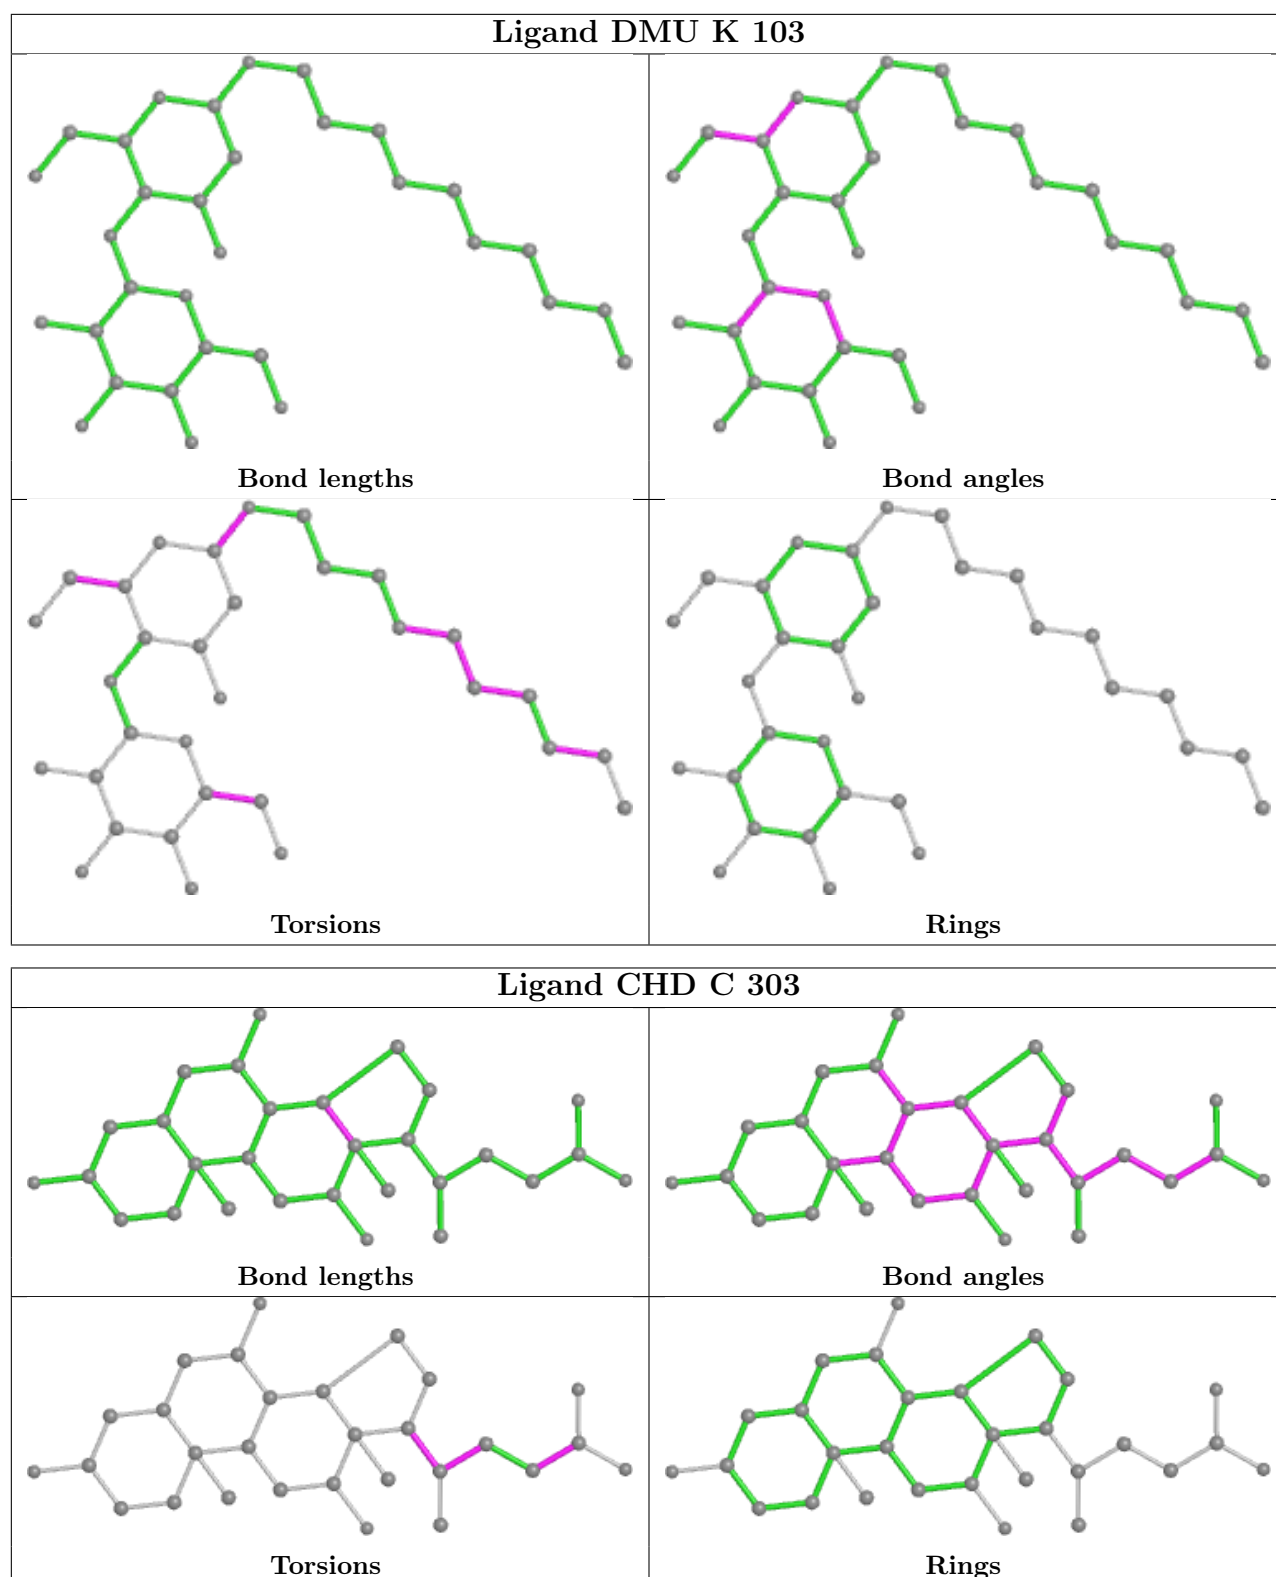 Ligand DMU K 103
Bond lengths
Bond angles
Torsions
Rings
Ligand CHD C 303
Bond lengths
Bond angles
Torsions
Rings